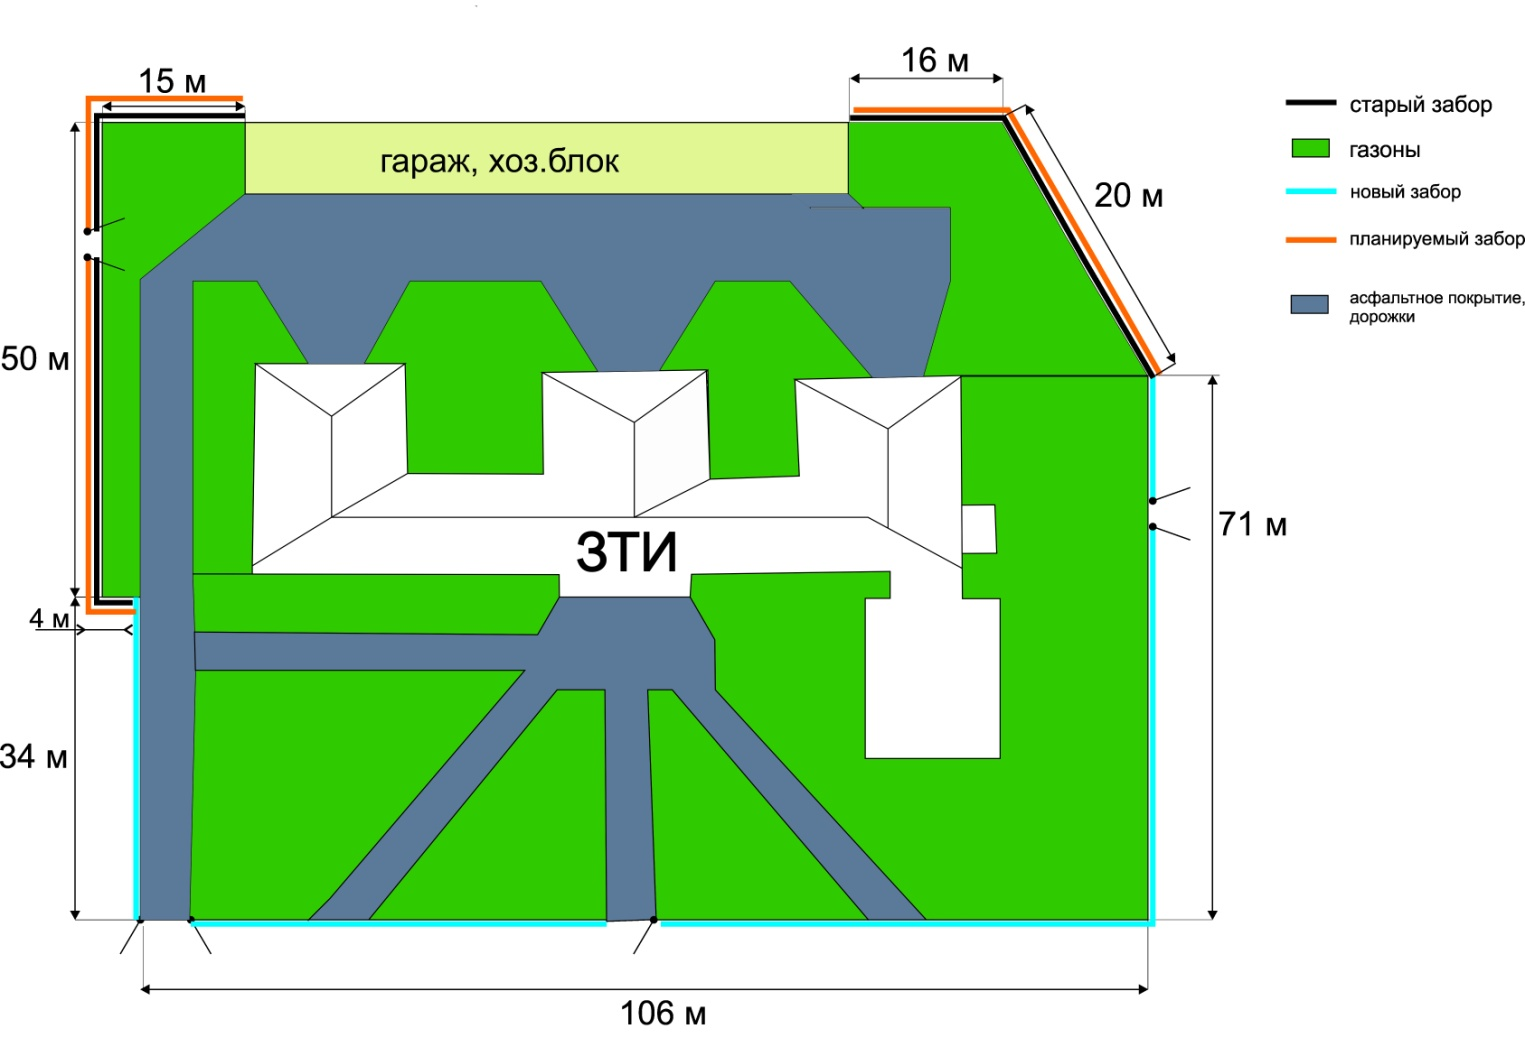 16 м
15 м
старый забор
гараж, хоз.блок
газоны
20 м
новый забор
планируемый забор
асфальтное покрытие,
дорожки
50 м
71 м
ЗТИ
4 м
34 м
106 м